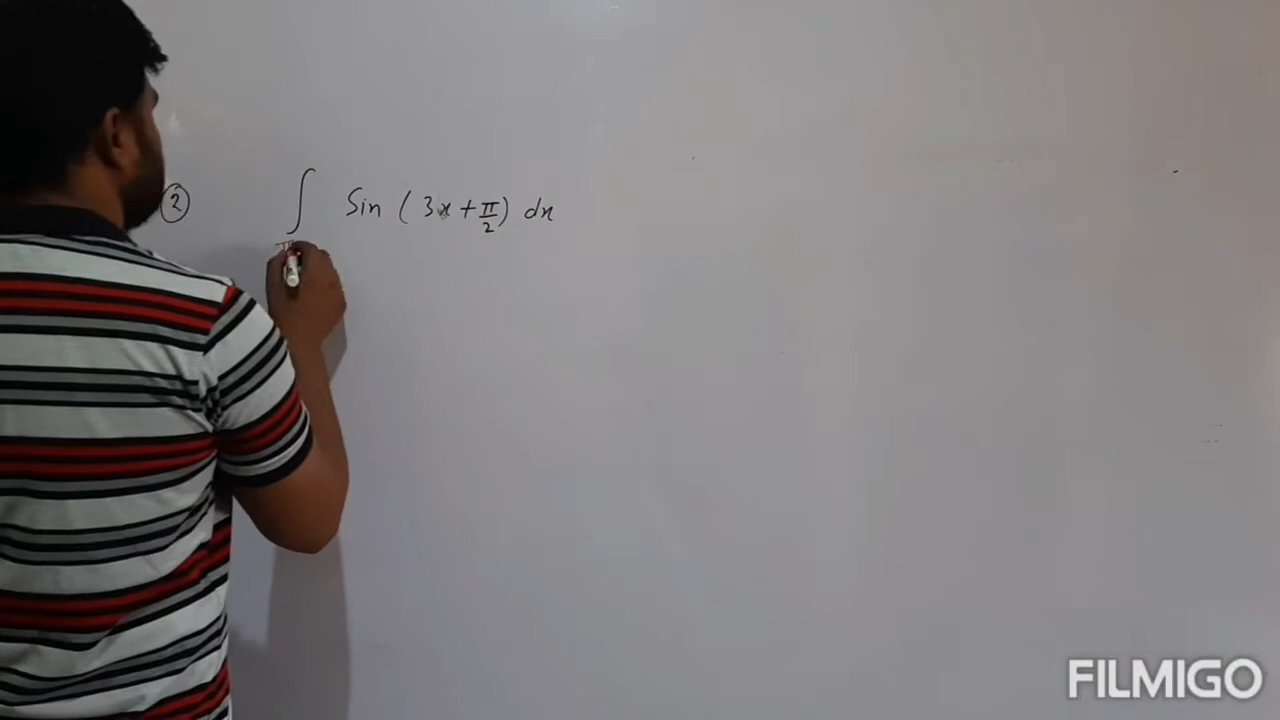 ② ∫ Sin (3x + π/2) dx
π
FILMIGO